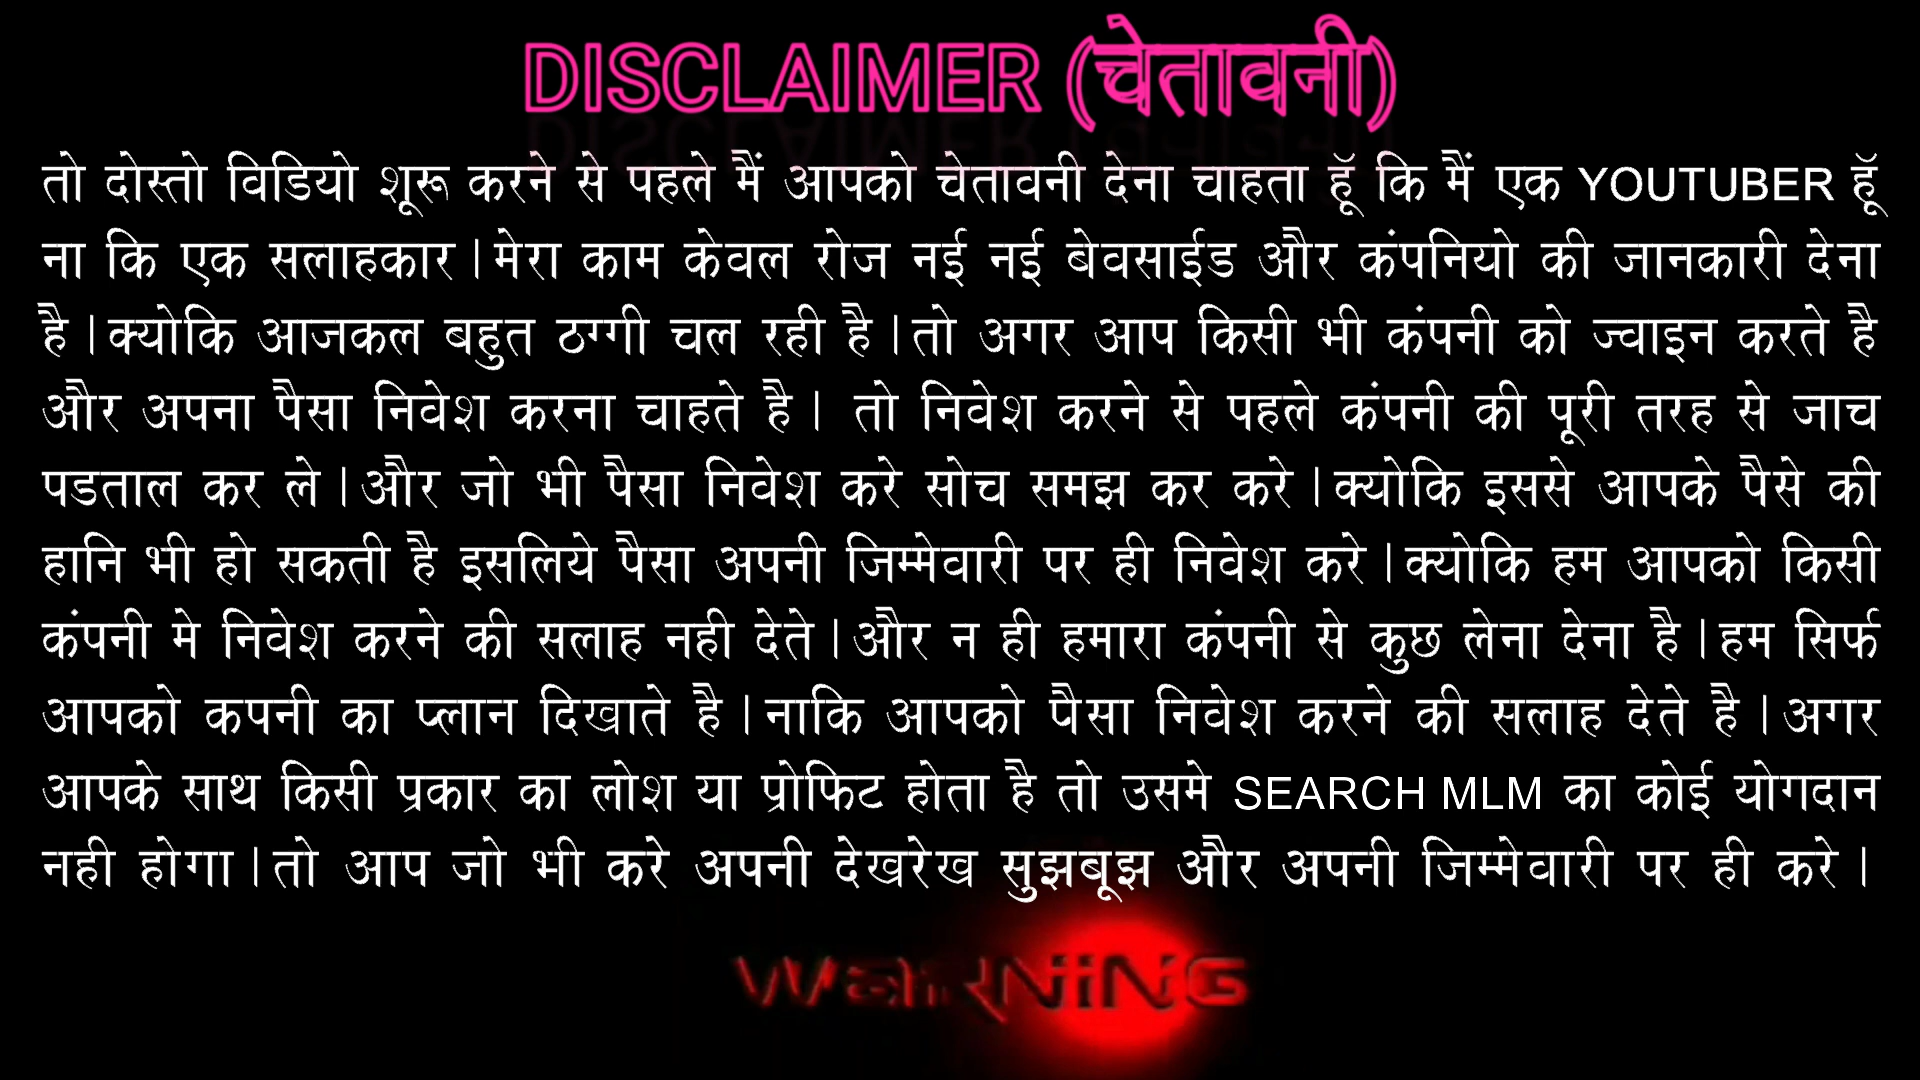 DISCLAIMER (चेतावनी)
तो दोस्तो विडियो शूरू करने से पहले मैं आपको चेतावनी देना चाहता हूॅ कि मैं एक YOUTUBER हूॅ
ना कि एक सलाहकार।मेरा काम केवल रोज नई नई बेवसाईड और कंपनियो की जानकारी देना
है।क्योकि आजकल बहुत ठग्गी चल रही है।तो अगर आप किसी भी कंपनी को ज्वाइन करते है
और अपना पैसा निवेश करना चाहते है। तो निवेश करने से पहले कंपनी की पूरी तरह से जाच
पडताल कर ले।और जो भी पैसा निवेश करे सोच समझ कर करे।क्योकि इससे आपके पैसे की
हानि भी हो सकती है इसलिये पैसा अपनी जिम्मेवारी पर ही निवेश करे।क्योकि हम आपको किसी
कंपनी मे निवेश करने की सलाह नही देते।और न ही हमारा कंपनी से कुछ लेना देना है।हम सिर्फ
आपको कपनी का प्लान दिखाते है।नाकि आपको पैसा निवेश करने की सलाह देते है।अगर
आपके साथ किसी प्रकार का लोश या प्रोफिट होता है तो उसमे SEARCH MLM का कोई योगदान
नही होगा।तो आप जो भी करे अपनी देखरेख सुझबूझ और अपनी जिम्मेवारी पर ही करे।
WaRNiNG